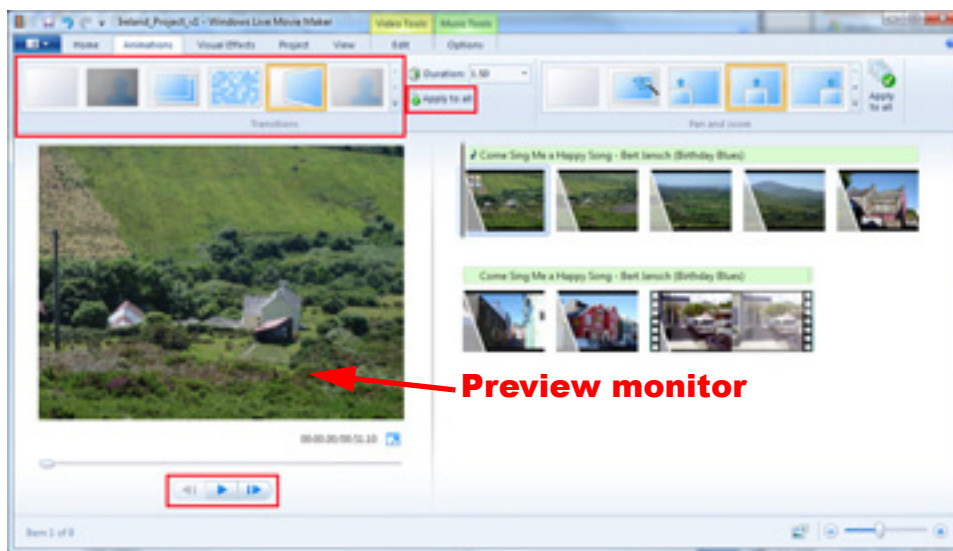 Ireland_Project_v1 - Windows Live Movie Maker
Video Tools
Music Tools
Home
Animations
Visual Effects
Project
View
Edit
Options
Duration: 1.50
Apply to all
Transitions
Apply
to all
Pan and zoom
Come Sing Me a Happy Song - Bert Jansch (Birthday Blues)
Come Sing Me a Happy Song - Bert Jansch (Birthday Blues)
Preview monitor
00:00.00/00:51.10
Item 1 of 8